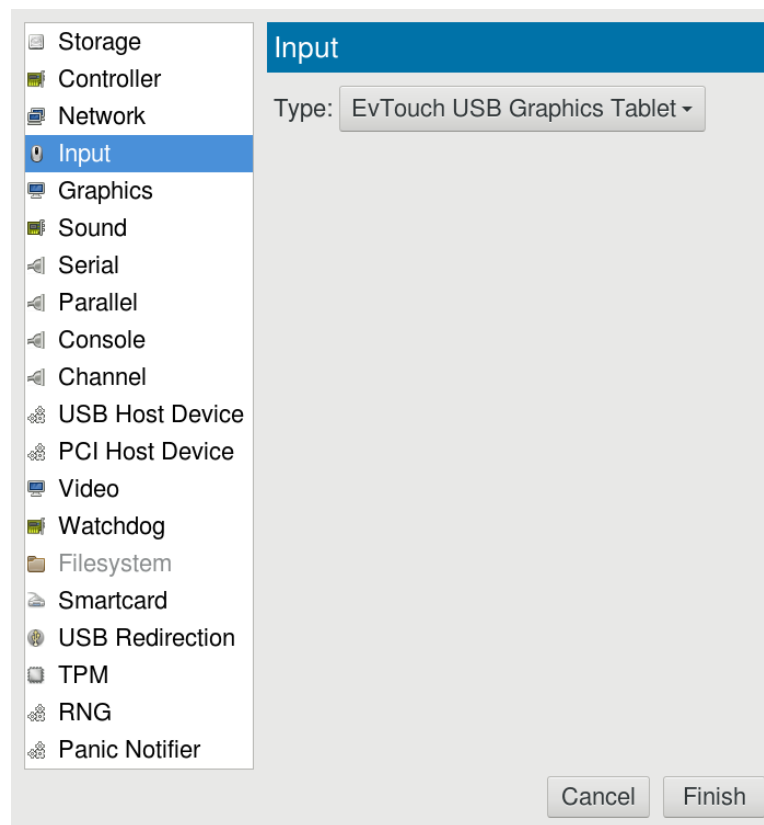 Storage
Controller
Network
Input
Graphics
Sound
Serial
Parallel
Console
Channel
USB Host Device
PCI Host Device
Video
Watchdog
Filesystem
Smartcard
USB Redirection
TPM
RNG
Panic Notifier
Input
Type: EvTouch USB Graphics Tablet
Cancel Finish